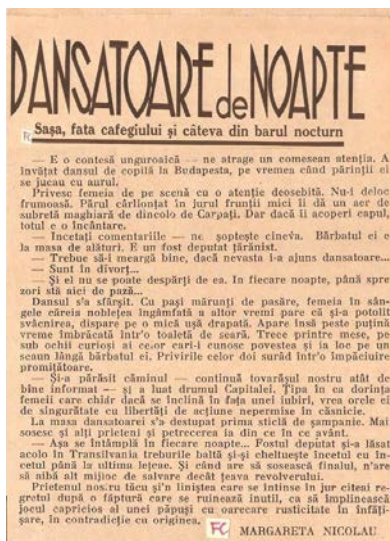 DANSATOARE de NOAPTE
FC
Sașa, fata cafegiului și câteva din barul nocturn
— E o contesă unguroaică — ne atrage un comesean atenția. A
învățat dansul de copilă la Budapesta, pe vremea când părinții ei
se jucau cu aurul.
Privesc femeia de pe scenă cu o atenție deosebită. Nu-i deloc
frumoasă. Părul cârlionțat în jurul frunții mici îi dă un aer de
subretă maghiară de dincolo de Carpați. Dar dacă îi acoperi capul,
totul e o încântare.
— Incetați comentariile — ne șoptește cineva. Bărbatul ei e
la masa de alături. E un fost deputat țărănist.
— Trebue să-i meargă bine, dacă nevasta i-a ajuns dansatoare...
— Sunt în divorț...
— Și el nu se poate despărți de ea. In fiecare noapte, până spre
zori stă aici de pază...
Dansul s'a sfârșit. Cu pași mărunți de pasăre, femeia în sân-
gele căreia noblețea îngâmfată a altor vremi pare că și-a potolit
svâcnirea, dispare pe o mică ușă drapată. Apare însă peste puțină
vreme îmbrăcată într'o toaletă de seară. Trece printre mese, pe
sub ochii curioși ai celor cari-i cunosc povestea și ia loc pe un
scaun lângă bărbatul ei. Privirile celor doi surâd într'o împăciuire
promițătoare.
— Și-a părăsit căminul — continuă tovarășul nostru atât de
bine informat — și a luat drumul Capitalei. Țipa în ea dorința
femeii care chiar dacă se înclină în fața unei iubiri, vrea orele ei
de singurătate cu libertăți de acțiune nepermise în căsnicie.
La masa dansatoarei s'a destupat prima sticlă de șampanie. Mai
sosesc și alți prieteni și petrecerea ia din ce în ce avânt.
— Așa se întâmplă în fiecare noapte... Fostul deputat și-a lăsat
acolo în Transilvania treburile baltă și-și cheltuește încetul cu în-
cetul până la ultima lețcae. Și când are să sosească finalul, n'are
să aibă alt mijloc de salvare decât țeava revolverului.
Prietenul nostru tăcu și'n liniștea care se întinse în jur citeni re-
gretul după o făptură care se ruinează inutil, ca să împlinească
jocul capricios al unei păpuși cu oarecare rusticitate în înfăți-
șare, în contradicție cu originea.
FC
MARGARETA NICOLAU